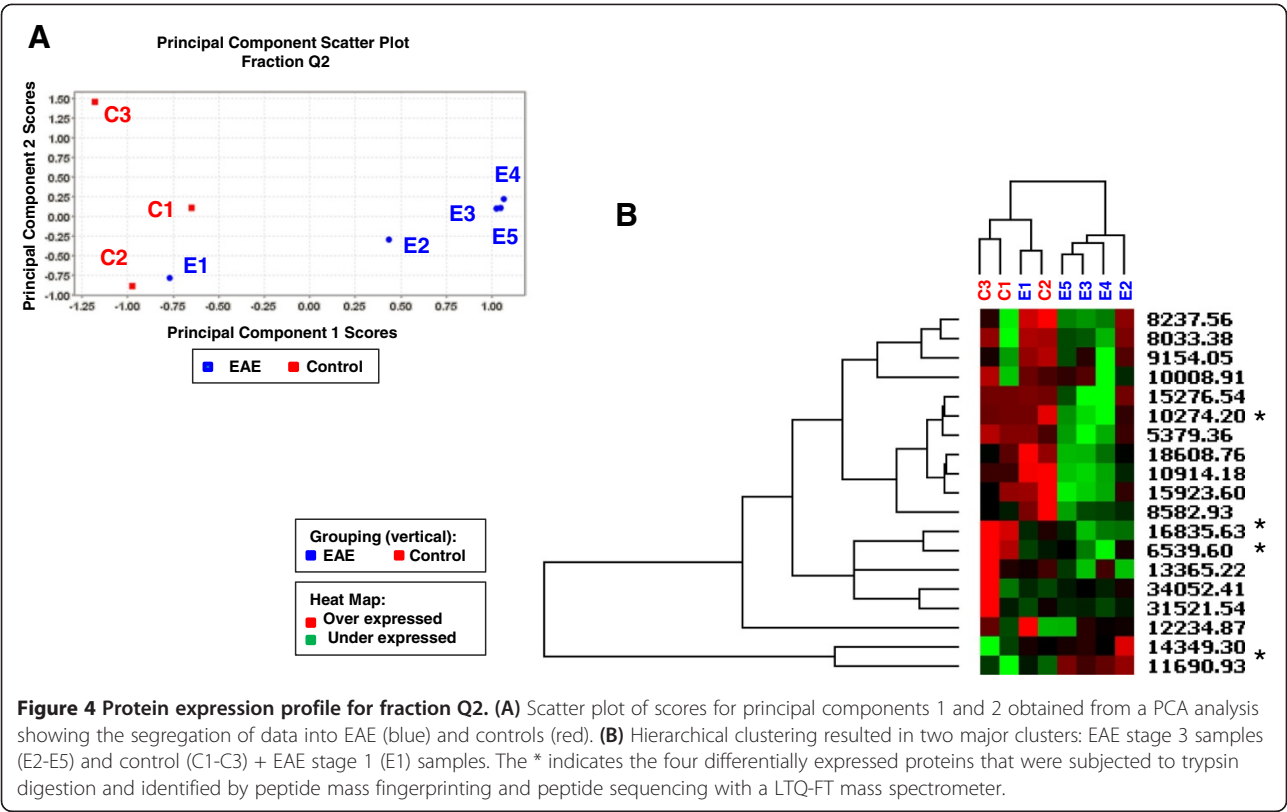 A
Principal Component Scatter Plot
Fraction Q2
Principal Component 2 Scores
1.50
1.25
1.00
0.75
0.50
0.25
0.00
-0.25
-0.50
-0.75
-1.00
C3
C1
C2
E1
E2
E3
E4
E5
-1.25
-1.00
-0.75
-0.50
-0.25
0.00
0.25
0.50
0.75
1.00
Principal Component 1 Scores
EAE Control
B
C3 C1 E1 C2 E5 E3 E4 E2
8237.56
8033.38
9154.05
10008.91
15276.54
10274.20 *
5379.36
18608.76
10914.18
15923.60
8582.93
16835.63 *
6539.60 *
13365.22
34052.41
31521.54
12234.87
14349.30
11690.93 *
Grouping (vertical):
EAE Control
Heat Map:
Over expressed
Under expressed
Figure 4 Protein expression profile for fraction Q2. (A) Scatter plot of scores for principal components 1 and 2 obtained from a PCA analysis
showing the segregation of data into EAE (blue) and controls (red). (B) Hierarchical clustering resulted in two major clusters: EAE stage 3 samples
(E2-E5) and control (C1-C3) + EAE stage 1 (E1) samples. The * indicates the four differentially expressed proteins that were subjected to trypsin
digestion and identified by peptide mass fingerprinting and peptide sequencing with a LTQ-FT mass spectrometer.